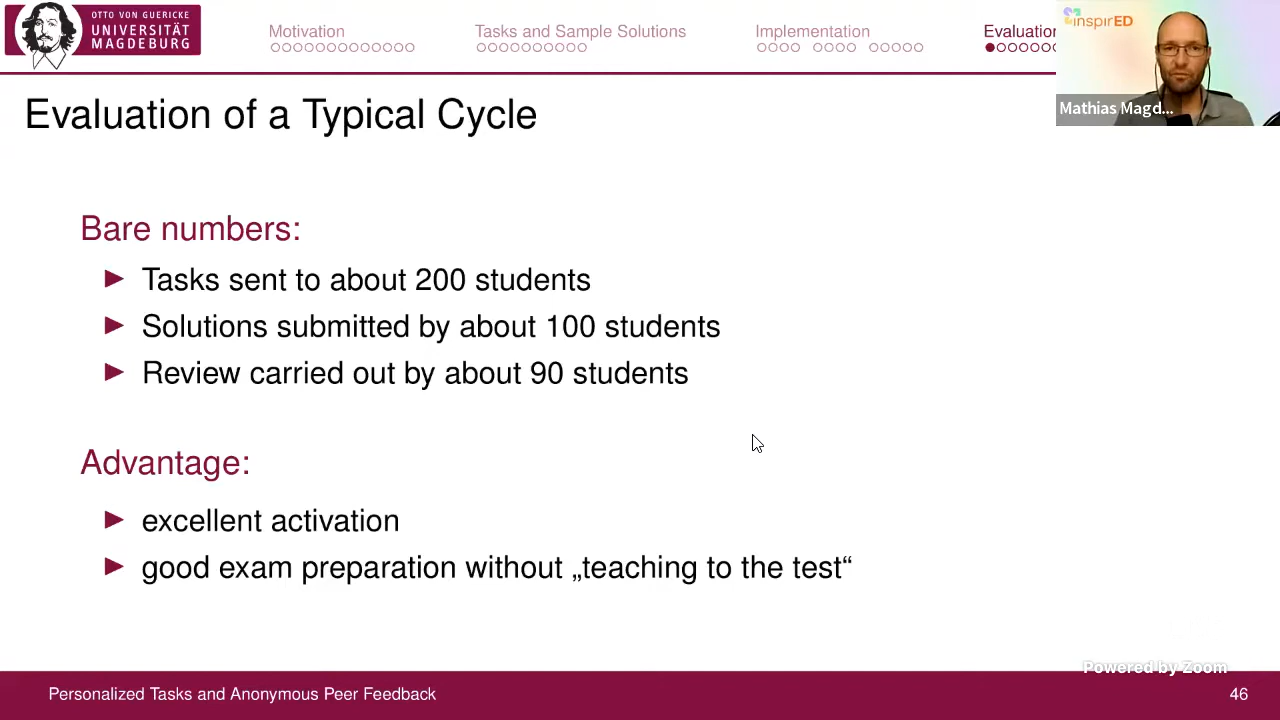 OTTO VON GUERICKE
UNIVERSITÄT
MAGDEBURG
Motivation
Tasks and Sample Solutions
Implementation
Evaluation
inspirED
Mathias Magd...
Evaluation of a Typical Cycle
Bare numbers:
Tasks sent to about 200 students
Solutions submitted by about 100 students
Review carried out by about 90 students
Advantage:
excellent activation
good exam preparation without „teaching to the test“
Powered by Zoom
Personalized Tasks and Anonymous Peer Feedback
46